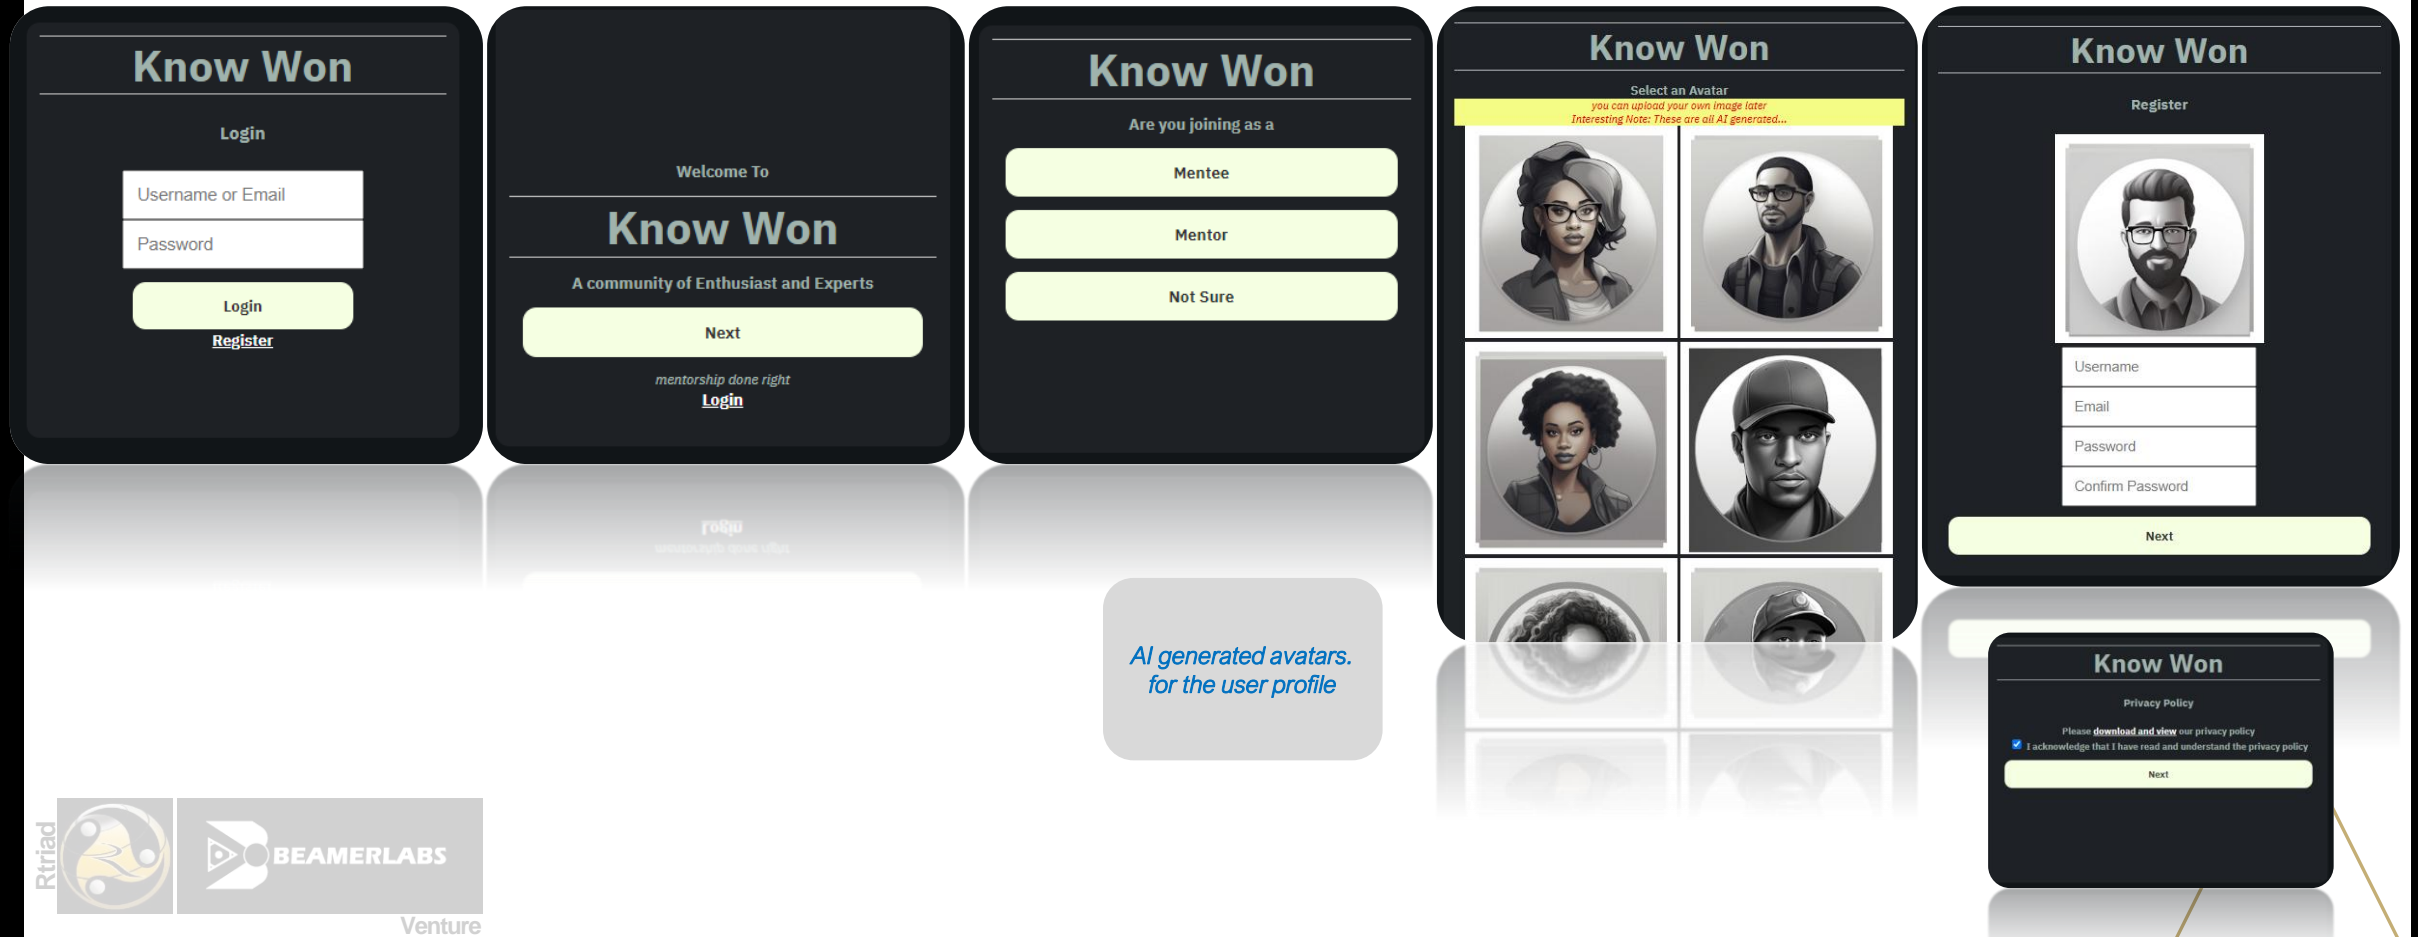 Know Won
Login
Username or Email
Password
Login
Register
Welcome To
Know Won
A community of Enthusiast and Experts
Next
mentorship done right
Login
Know Won
Are you joining as a
Mentee
Mentor
Not Sure
Know Won
Select an Avatar
you can upload your own image later
Interesting Note: These are all AI generated...
Know Won
Register
Username
Email
Password
Confirm Password
Next
AI generated avatars.
for the user profile
Know Won
Privacy Policy
Please download and view our privacy policy
I acknowledge that I have read and understand the privacy policy
Next
Rtriad
BEAMERLABS
Venture